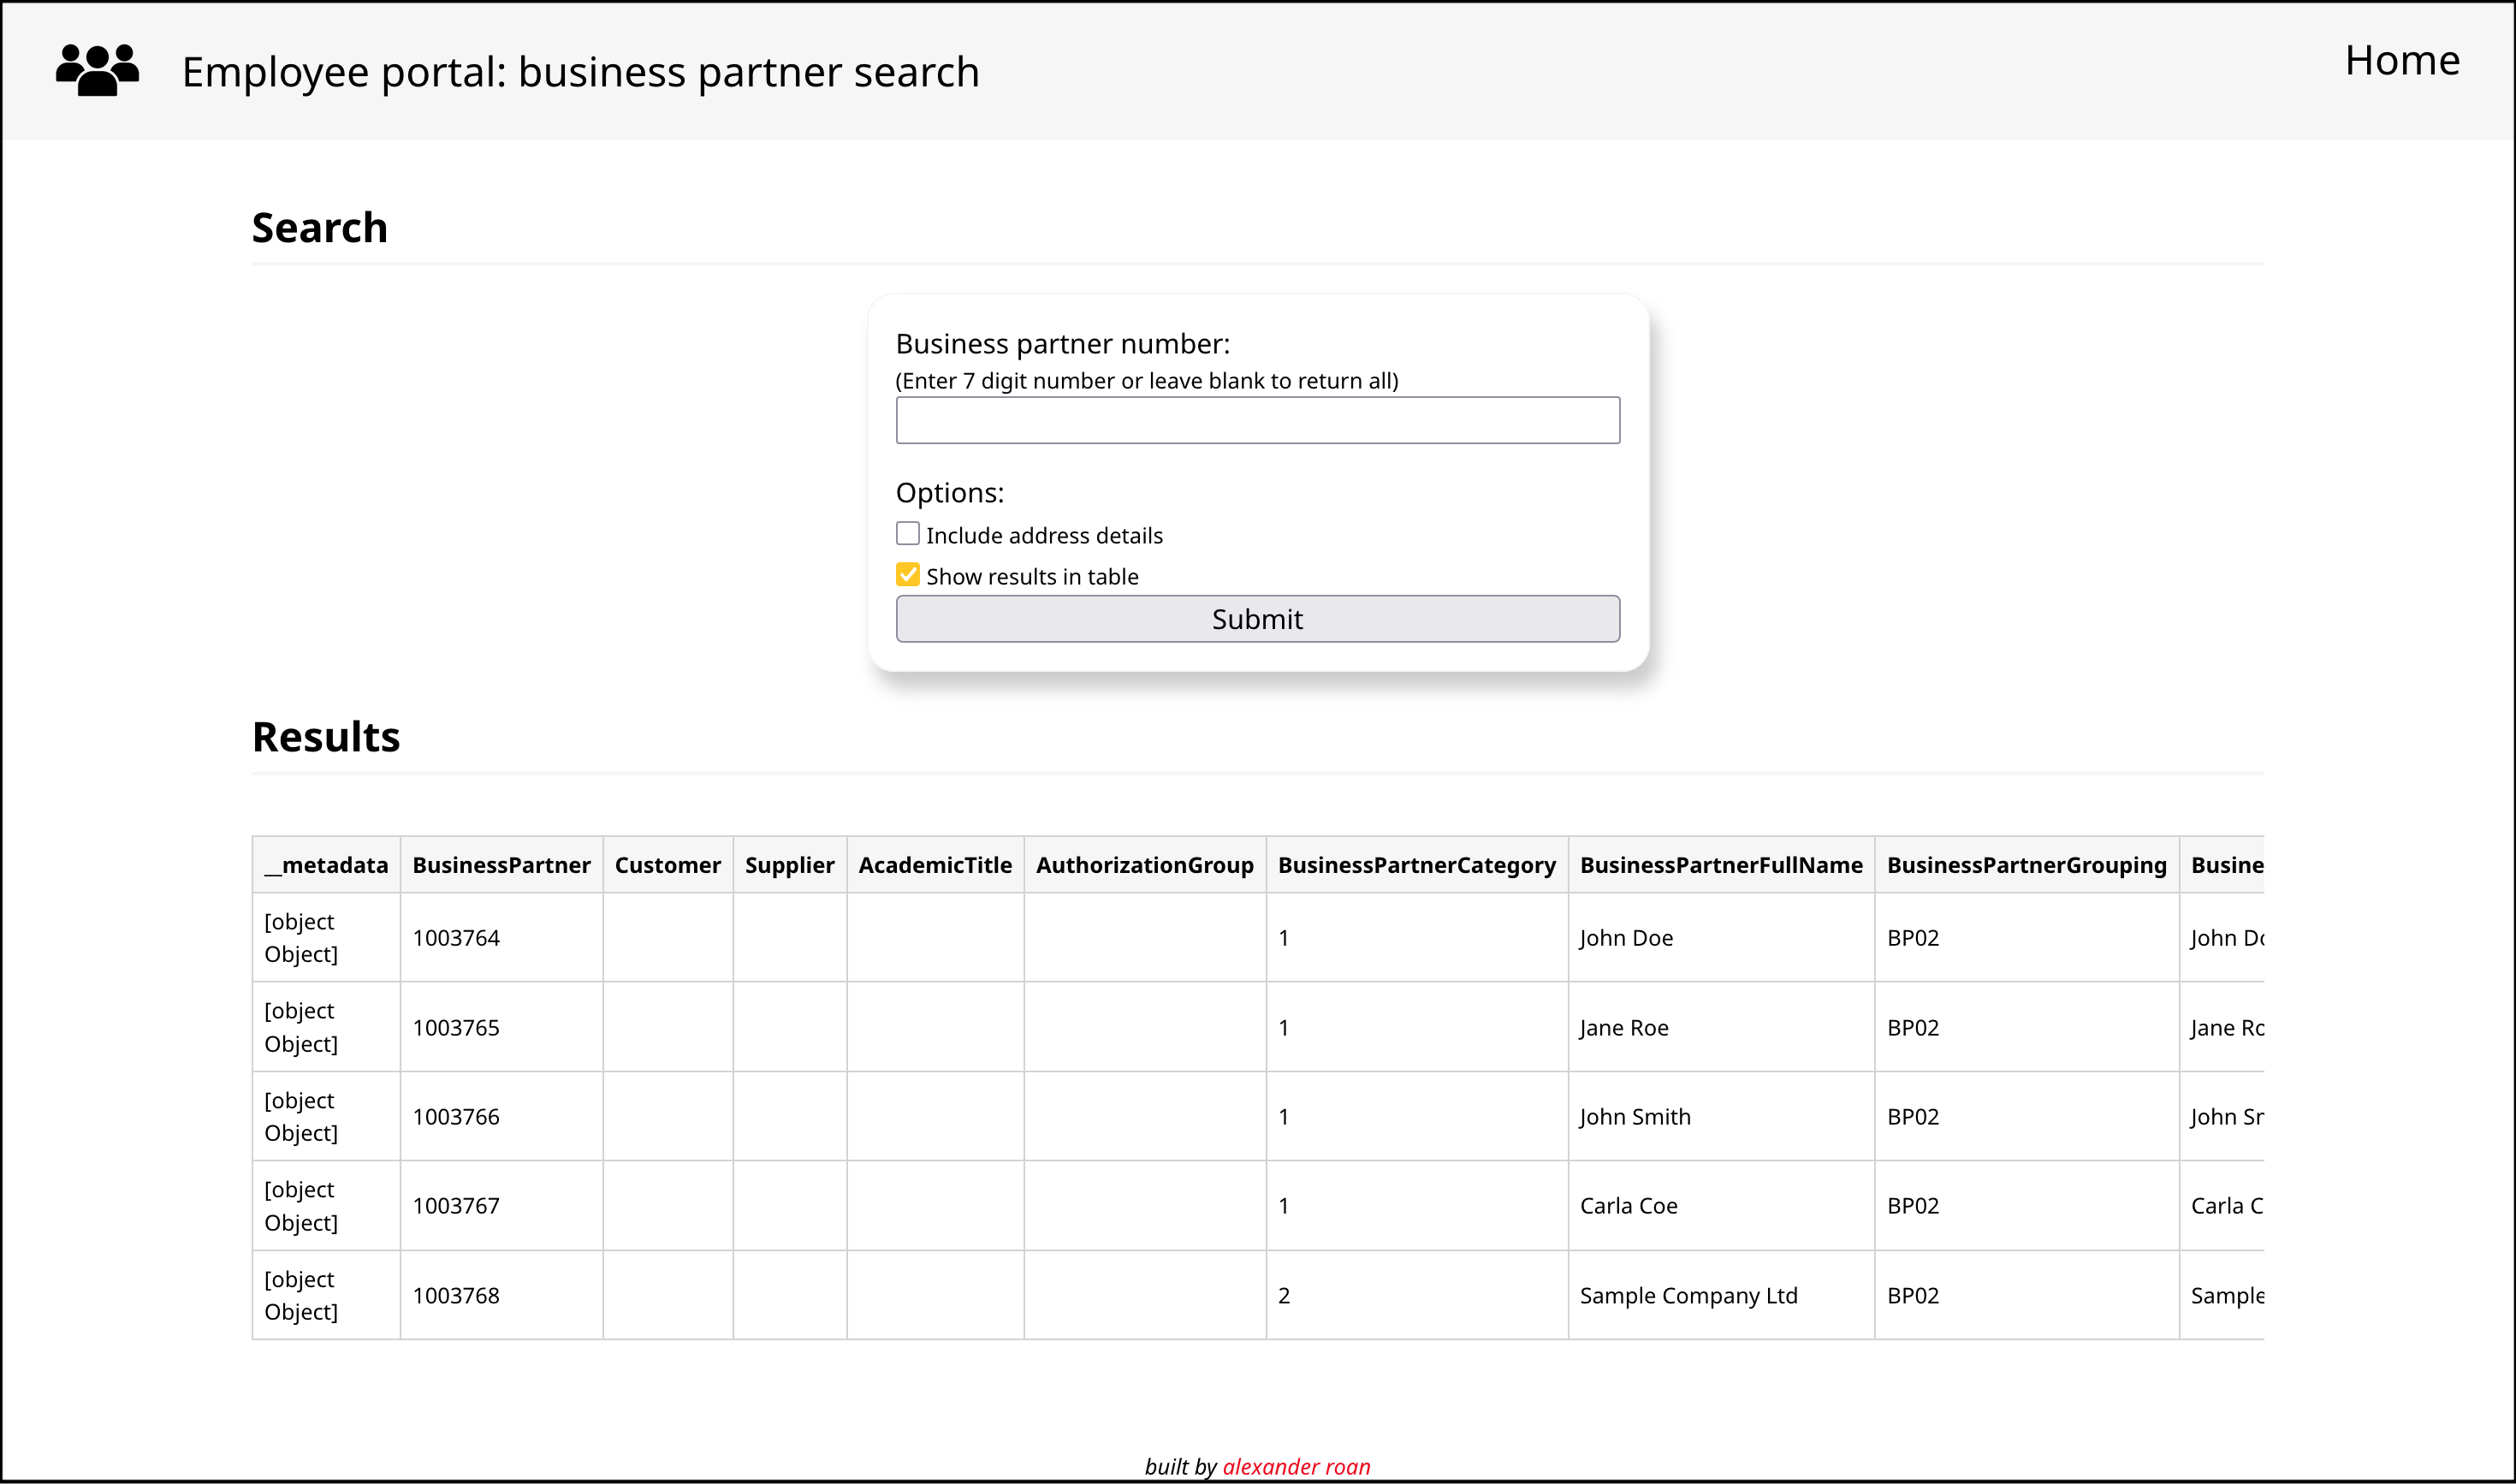 Employee portal: business partner search
Home
Search
Business partner number:
(Enter 7 digit number or leave blank to return all)
Options:
Include address details
Show results in table
Submit
Results
__metadata BusinessPartner Customer Supplier AcademicTitle AuthorizationGroup BusinessPartnerCategory BusinessPartnerFullName BusinessPartnerGrouping Busine
[object
Object] 1003764 1 John Doe BP02 John Do
[object
Object] 1003765 1 Jane Roe BP02 Jane Ro
[object
Object] 1003766 1 John Smith BP02 John Sm
[object
Object] 1003767 1 Carla Coe BP02 Carla C
[object
Object] 1003768 2 Sample Company Ltd BP02 Sample
built by alexander roan